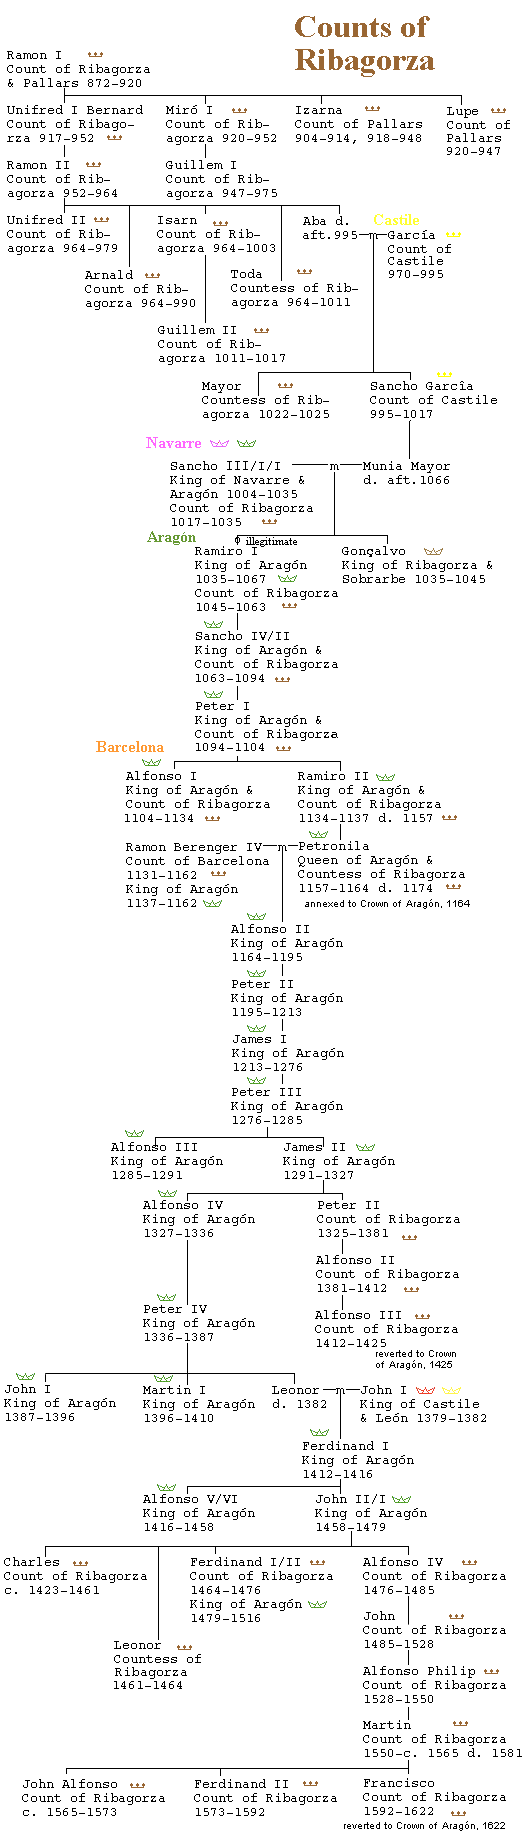 Counts of
Ribagorza
Ramon I
Count of Ribagorza
& Pallars 872-920
Unifred I Bernard
Count of Ribago-
rza 917-952
Miró I
Count of Rib-
agorza 920-952
Izarna
Count of Pallars
904-914, 918-948
Lupe
Count of
Pallars
920-947
Ramon II
Count of Rib-
agorza 952-964
Guillem I
Count of Rib-
agorza 947-975
Unifred II
Count of Rib-
agorza 964-979
Isarn
Count of Rib-
agorza 964-1003
Aba d.
aft.995
m
Castile
García
Count of
Castile
970-995
Arnald
Count of Rib-
agorza 964-990
Toda
Countess of Rib-
agorza 964-1011
Guillem II
Count of Rib-
agorza 1011-1017
Mayor
Countess of Rib-
agorza 1022-1025
Sancho García
Count of Castile
995-1017
Navarre
Sancho III/I/I
King of Navarre &
Aragón 1004-1035
Count of Ribagorza
1017-1035
m
Munia Mayor
d. aft.1066
Aragón
illegitimate
Ramiro I
King of Aragón
1035-1067
Count of Ribagorza
1045-1063
Gonçalvo
King of Ribagorza &
Sobrarbe 1035-1045
Sancho IV/II
King of Aragón &
Count of Ribagorza
1063-1094
Peter I
King of Aragón &
Count of Ribagorza
1094-1104
Barcelona
Alfonso I
King of Aragón &
Count of Ribagorza
1104-1134
Ramiro II
King of Aragón &
Count of Ribagorza
1134-1137 d. 1157
Ramon Berenger IV
Count of Barcelona
1131-1162
King of Aragón
1137-1162
m
Petronila
Queen of Aragón &
Countess of Ribagorza
1157-1164 d. 1174
annexed to Crown of Aragón, 1164
Alfonso II
King of Aragón
1164-1195
Peter II
King of Aragón
1195-1213
James I
King of Aragón
1213-1276
Peter III
King of Aragón
1276-1285
Alfonso III
King of Aragón
1285-1291
James II
King of Aragón
1291-1327
Alfonso IV
King of Aragón
1327-1336
Peter II
Count of Ribagorza
1325-1381
Alfonso II
Count of Ribagorza
1381-1412
Peter IV
King of Aragón
1336-1387
Alfonso III
Count of Ribagorza
1412-1425
reverted to Crown
of Aragón, 1425
John I
King of Aragón
1387-1396
Martin I
King of Aragón
1396-1410
Leonor
d. 1382
m
John I
King of Castile
& León 1379-1382
Ferdinand I
King of Aragón
1412-1416
Alfonso V/VI
King of Aragón
1416-1458
John II/I
King of Aragón
1458-1479
Charles
Count of Ribagorza
c. 1423-1461
Ferdinand I/II
Count of Ribagorza
1464-1476
King of Aragón
1479-1516
Alfonso IV
Count of Ribagorza
1476-1485
Leonor
Countess of
Ribagorza
1461-1464
John
Count of Ribagorza
1485-1528
Alfonso Philip
Count of Ribagorza
1528-1550
Martin
Count of Ribagorza
1550-c. 1565 d. 1581
John Alfonso
Count of Ribagorza
c. 1565-1573
Ferdinand II
Count of Ribagorza
1573-1592
Francisco
Count of Ribagorza
1592-1622
reverted to Crown of Aragón, 1622